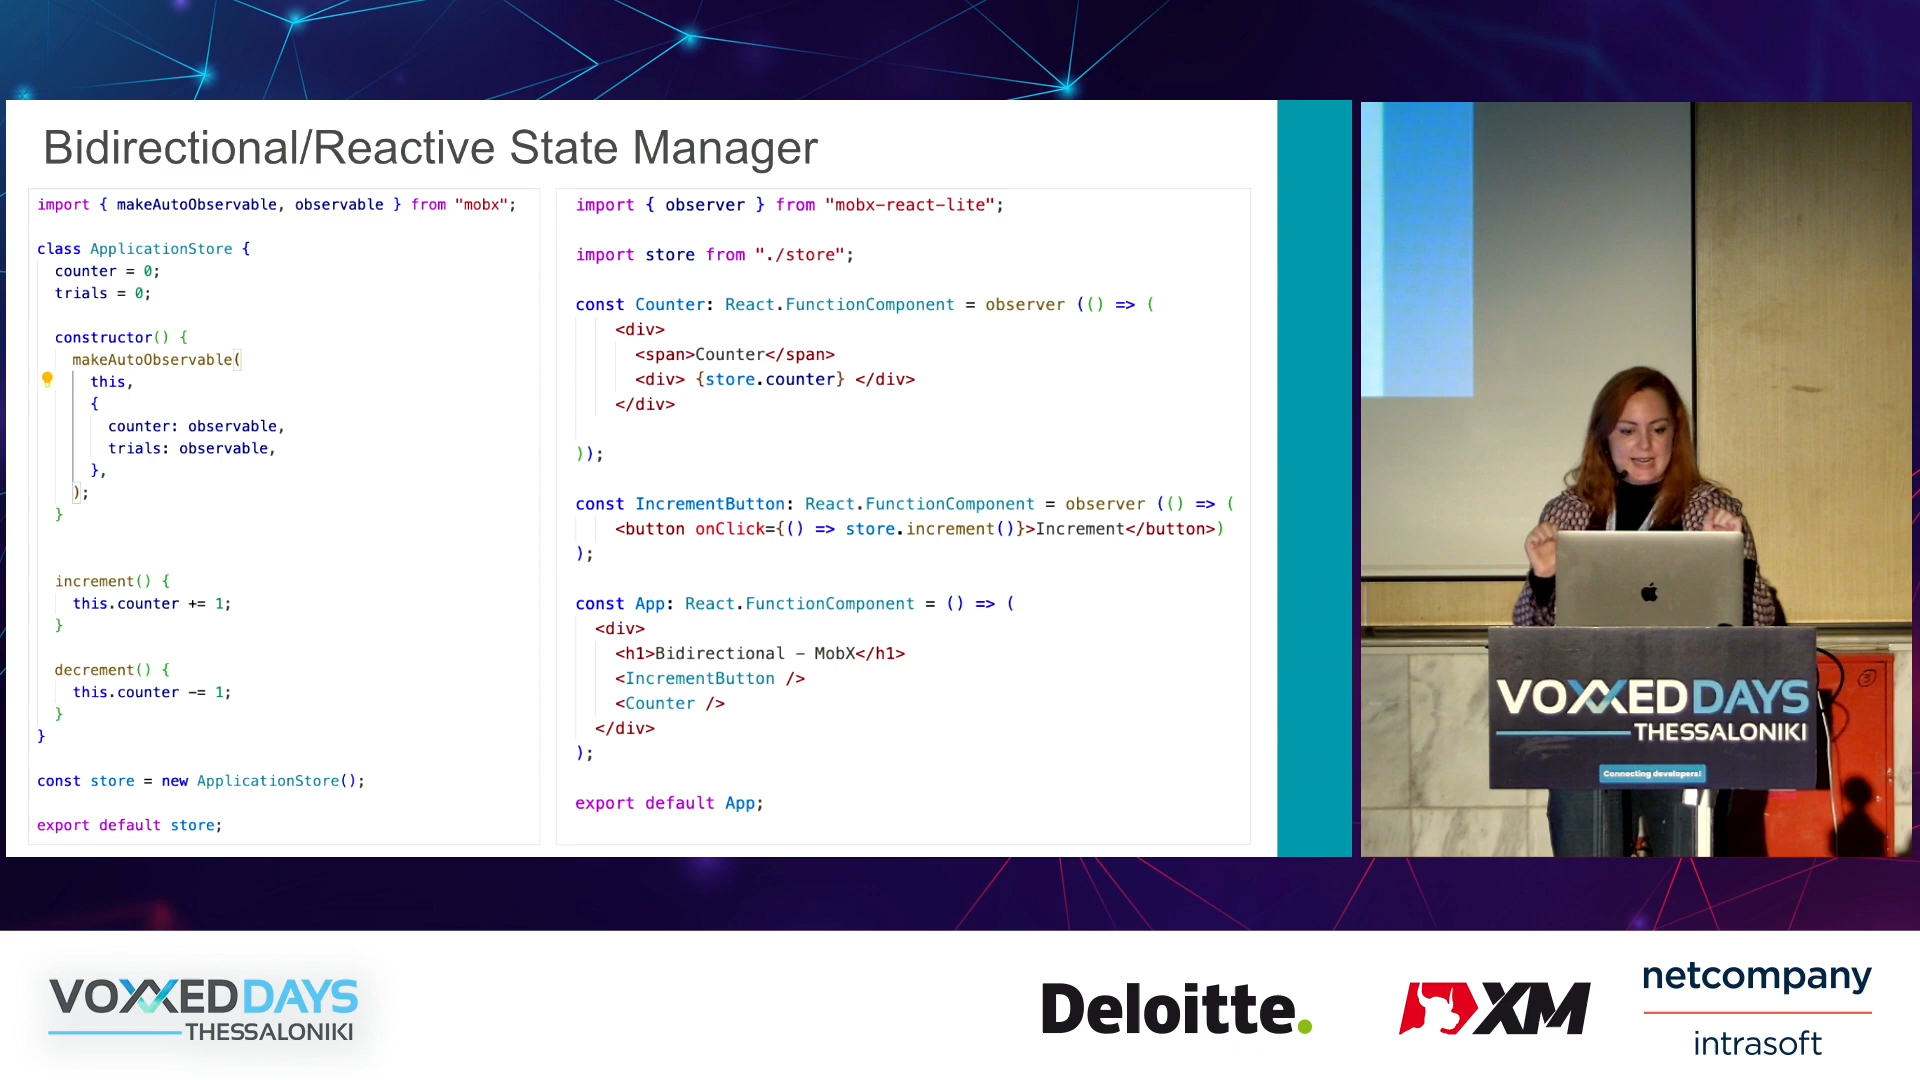 Bidirectional/Reactive State Manager
import { makeAutoObservable, observable } from "mobx";
class ApplicationStore {
counter = 0;
trials = 0;
constructor() {
makeAutoObservable(
this,
{
counter: observable,
trials: observable,
},
);
}
increment() {
this.counter += 1;
}
decrement() {
this.counter -= 1;
}
}
const store = new ApplicationStore();
export default store;
import { observer } from "mobx-react-lite";
import store from "./store";
const Counter: React.FunctionComponent = observer (() => (
<div>
<span>Counter</span>
<div> {store.counter} </div>
</div>
));
const IncrementButton: React.FunctionComponent = observer (() => (
<button onClick={() => store.increment()}>Increment</button>)
);
const App: React.FunctionComponent = () => (
<div>
<h1>Bidirectional - MobX</h1>
<IncrementButton />
<Counter />
</div>
);
export default App;
VOXXED DAYS
THESSALONIKI
Connecting developers!
VOXXED DAYS
THESSALONIKI
Deloitte.
XM
netcompany
intrasoft